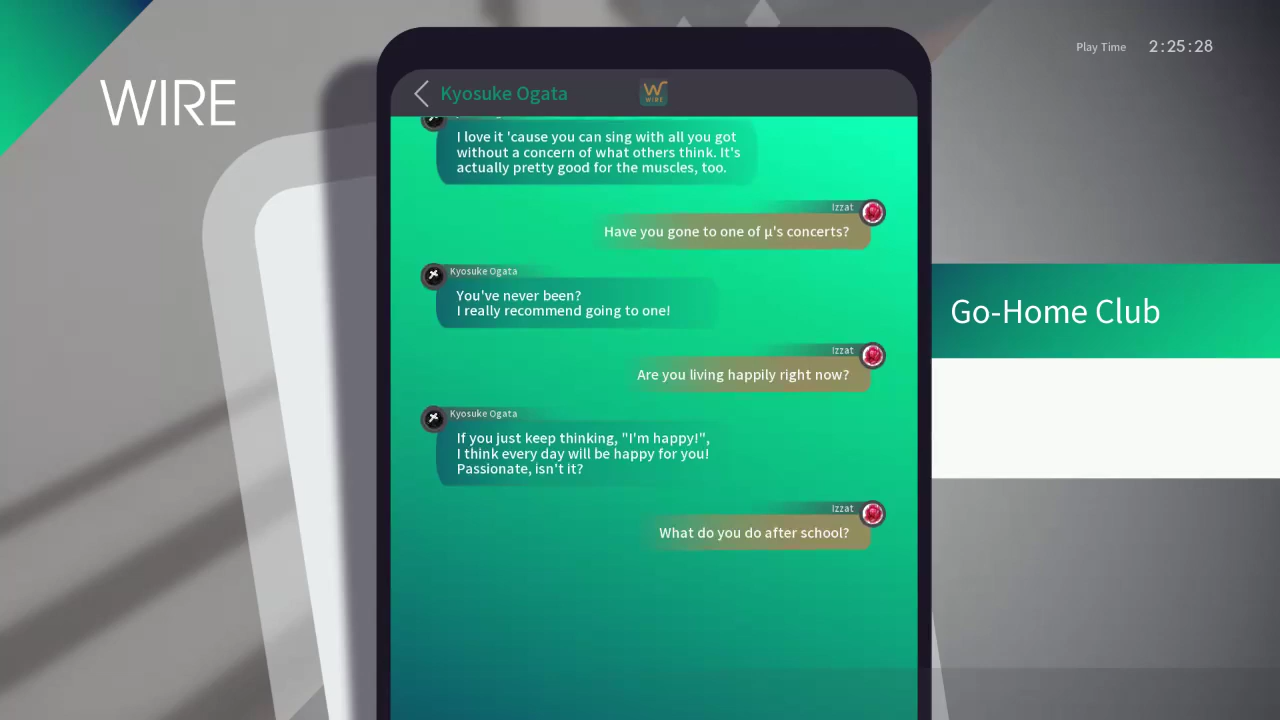 Play Time 2:25:28
WIRE
Kyosuke Ogata
WIRE
I love it 'cause you can sing with all you got
without a concern of what others think. It's
actually pretty good for the muscles, too.
Izzat
Have you gone to one of μ's concerts?
Kyosuke Ogata
You've never been?
I really recommend going to one!
Go-Home Club
Izzat
Are you living happily right now?
Kyosuke Ogata
If you just keep thinking, "I'm happy!",
I think every day will be happy for you!
Passionate, isn't it?
Izzat
What do you do after school?